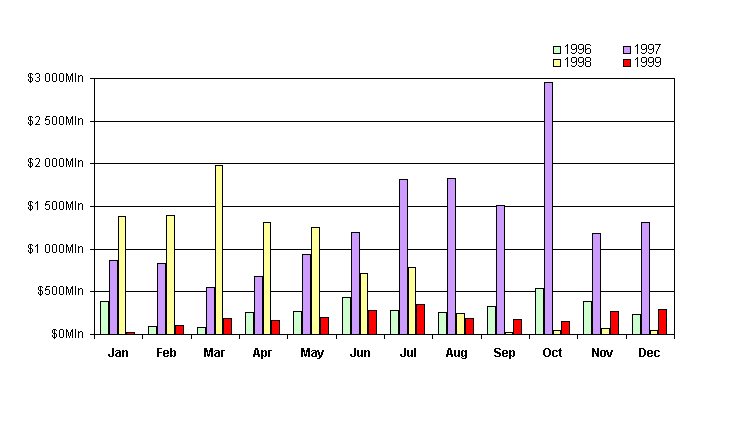 1996 1997
1998 1999
$3 000Mln
$2 500Mln
$2 000Mln
$1 500Mln
$1 000Mln
$500Mln
$0Mln
Jan Feb Mar Apr May Jun Jul Aug Sep Oct Nov Dec